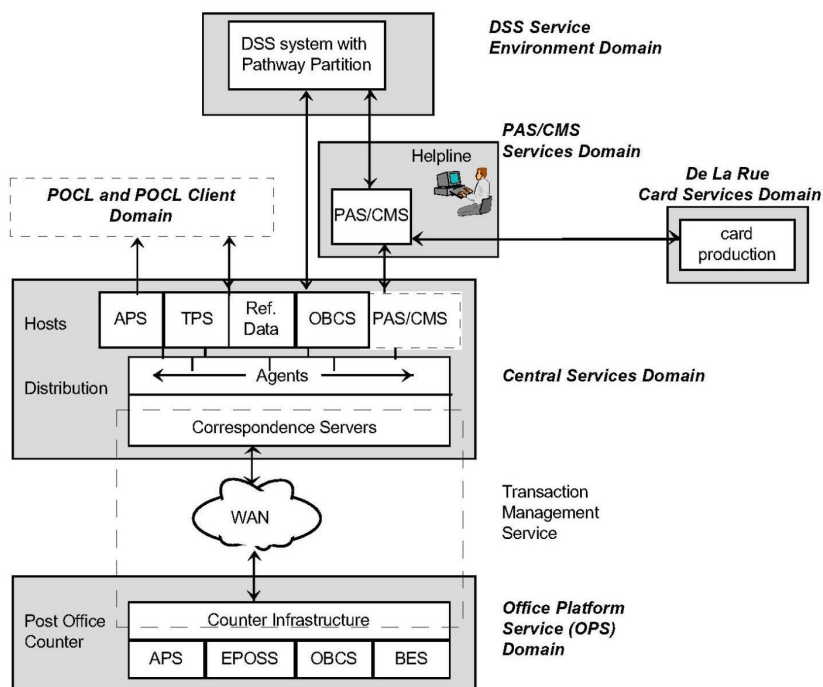 DSS system with
Pathway Partition
DSS Service
Environment Domain
Helpline
PAS/CMS
PAS/CMS
Services Domain
De La Rue
Card Services Domain
card
production
POCL and POCL Client
Domain
Hosts
APS
TPS
Ref.
Data
OBCS
PAS/CMS
Distribution
Agents
Correspondence Servers
Central Services Domain
WAN
Transaction
Management
Service
Post Office
Counter
Counter Infrastructure
APS
EPOSS
OBCS
BES
Office Platform
Service (OPS)
Domain